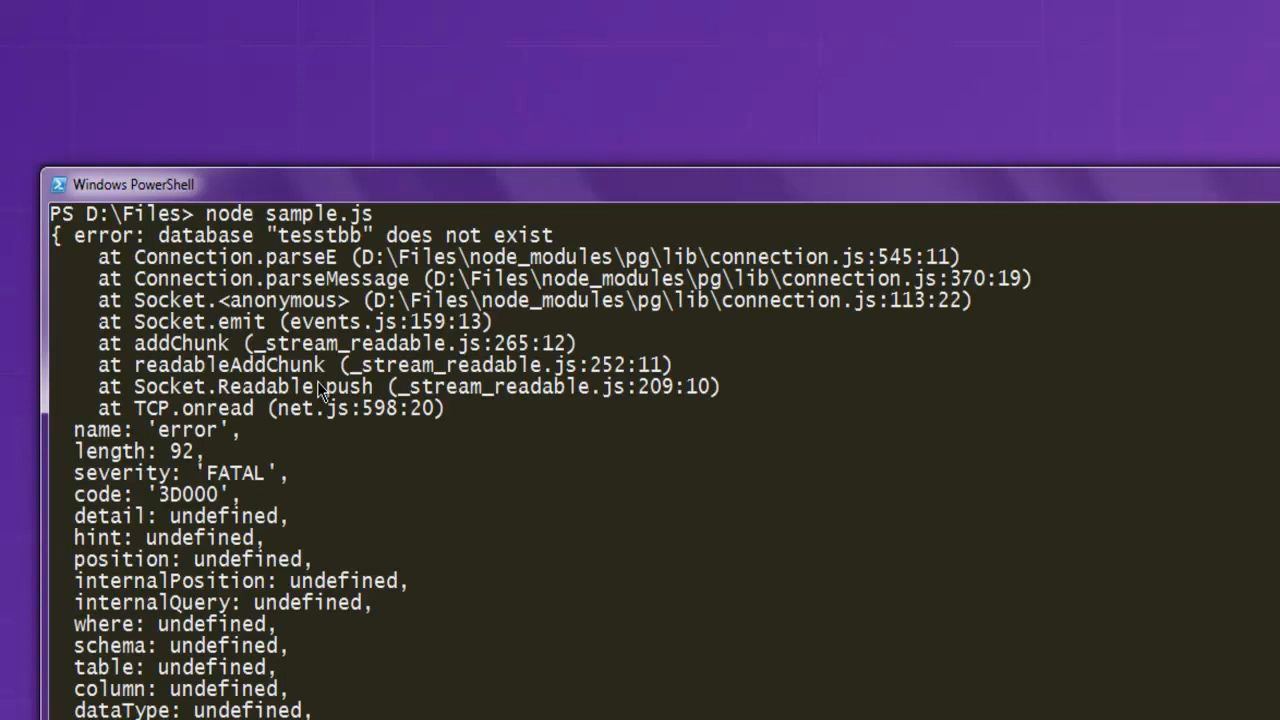 Windows PowerShell
PS D:\Files> node sample.js
{ error: database "tesstbb" does not exist
    at Connection.parseE (D:\Files\node_modules\pg\lib\connection.js:545:11)
    at Connection.parseMessage (D:\Files\node_modules\pg\lib\connection.js:370:19)
    at Socket.<anonymous> (D:\Files\node_modules\pg\lib\connection.js:113:22)
    at Socket.emit (events.js:159:13)
    at addChunk (_stream_readable.js:265:12)
    at readableAddChunk (_stream_readable.js:252:11)
    at Socket.Readable.push (_stream_readable.js:209:10)
    at TCP.onread (net.js:598:20)
  name: 'error',
  length: 92,
  severity: 'FATAL',
  code: '3D000',
  detail: undefined,
  hint: undefined,
  position: undefined,
  internalPosition: undefined,
  internalQuery: undefined,
  where: undefined,
  schema: undefined,
  table: undefined,
  column: undefined,
  dataType: undefined,